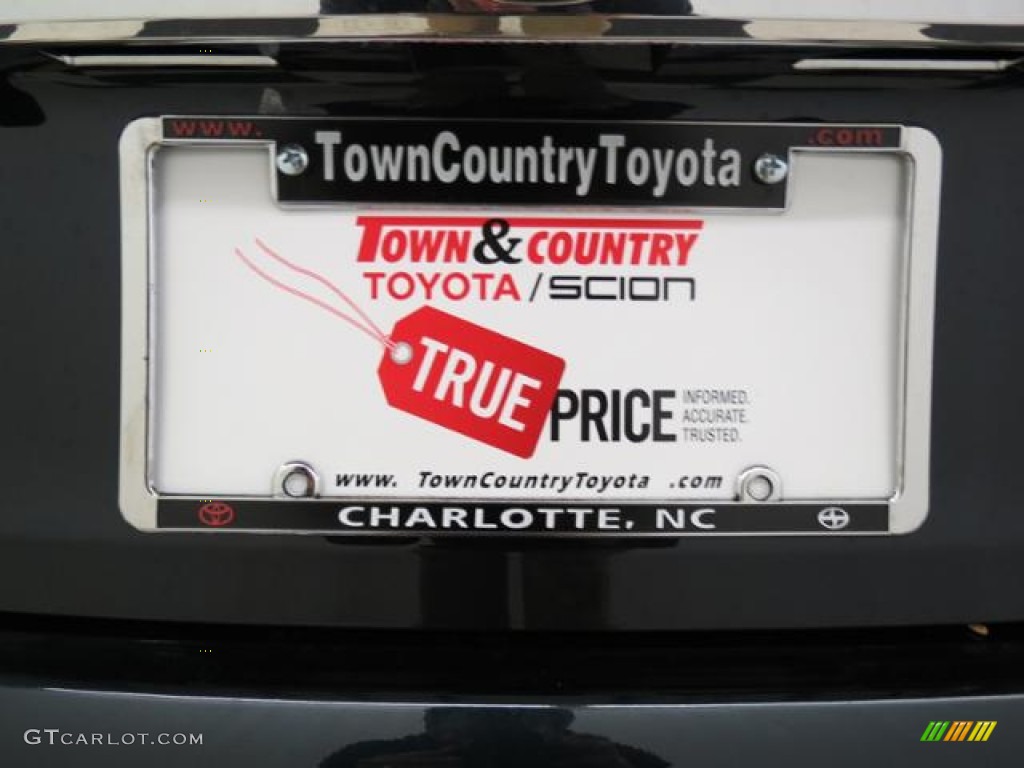 www. TownCountryToyota .com
TOWN & COUNTRY
TOYOTA / SCION
TRUE PRICE
INFORMED.
ACCURATE.
TRUSTED.
www. TownCountryToyota .com
CHARLOTTE, NC
GTCARLOT.COM